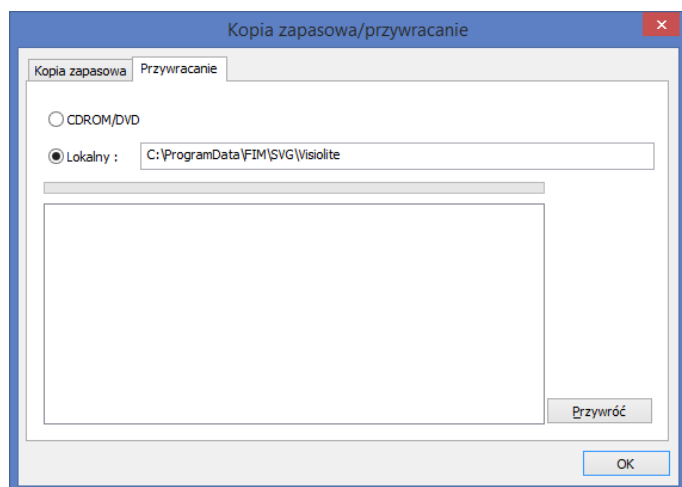 Kopia zapasowa/przywracanie
Kopia zapasowa Przywracanie
CDROM/DVD
Lokalny : C:\ProgramData\FIM\SVG\Visiolite
Przywróć
OK